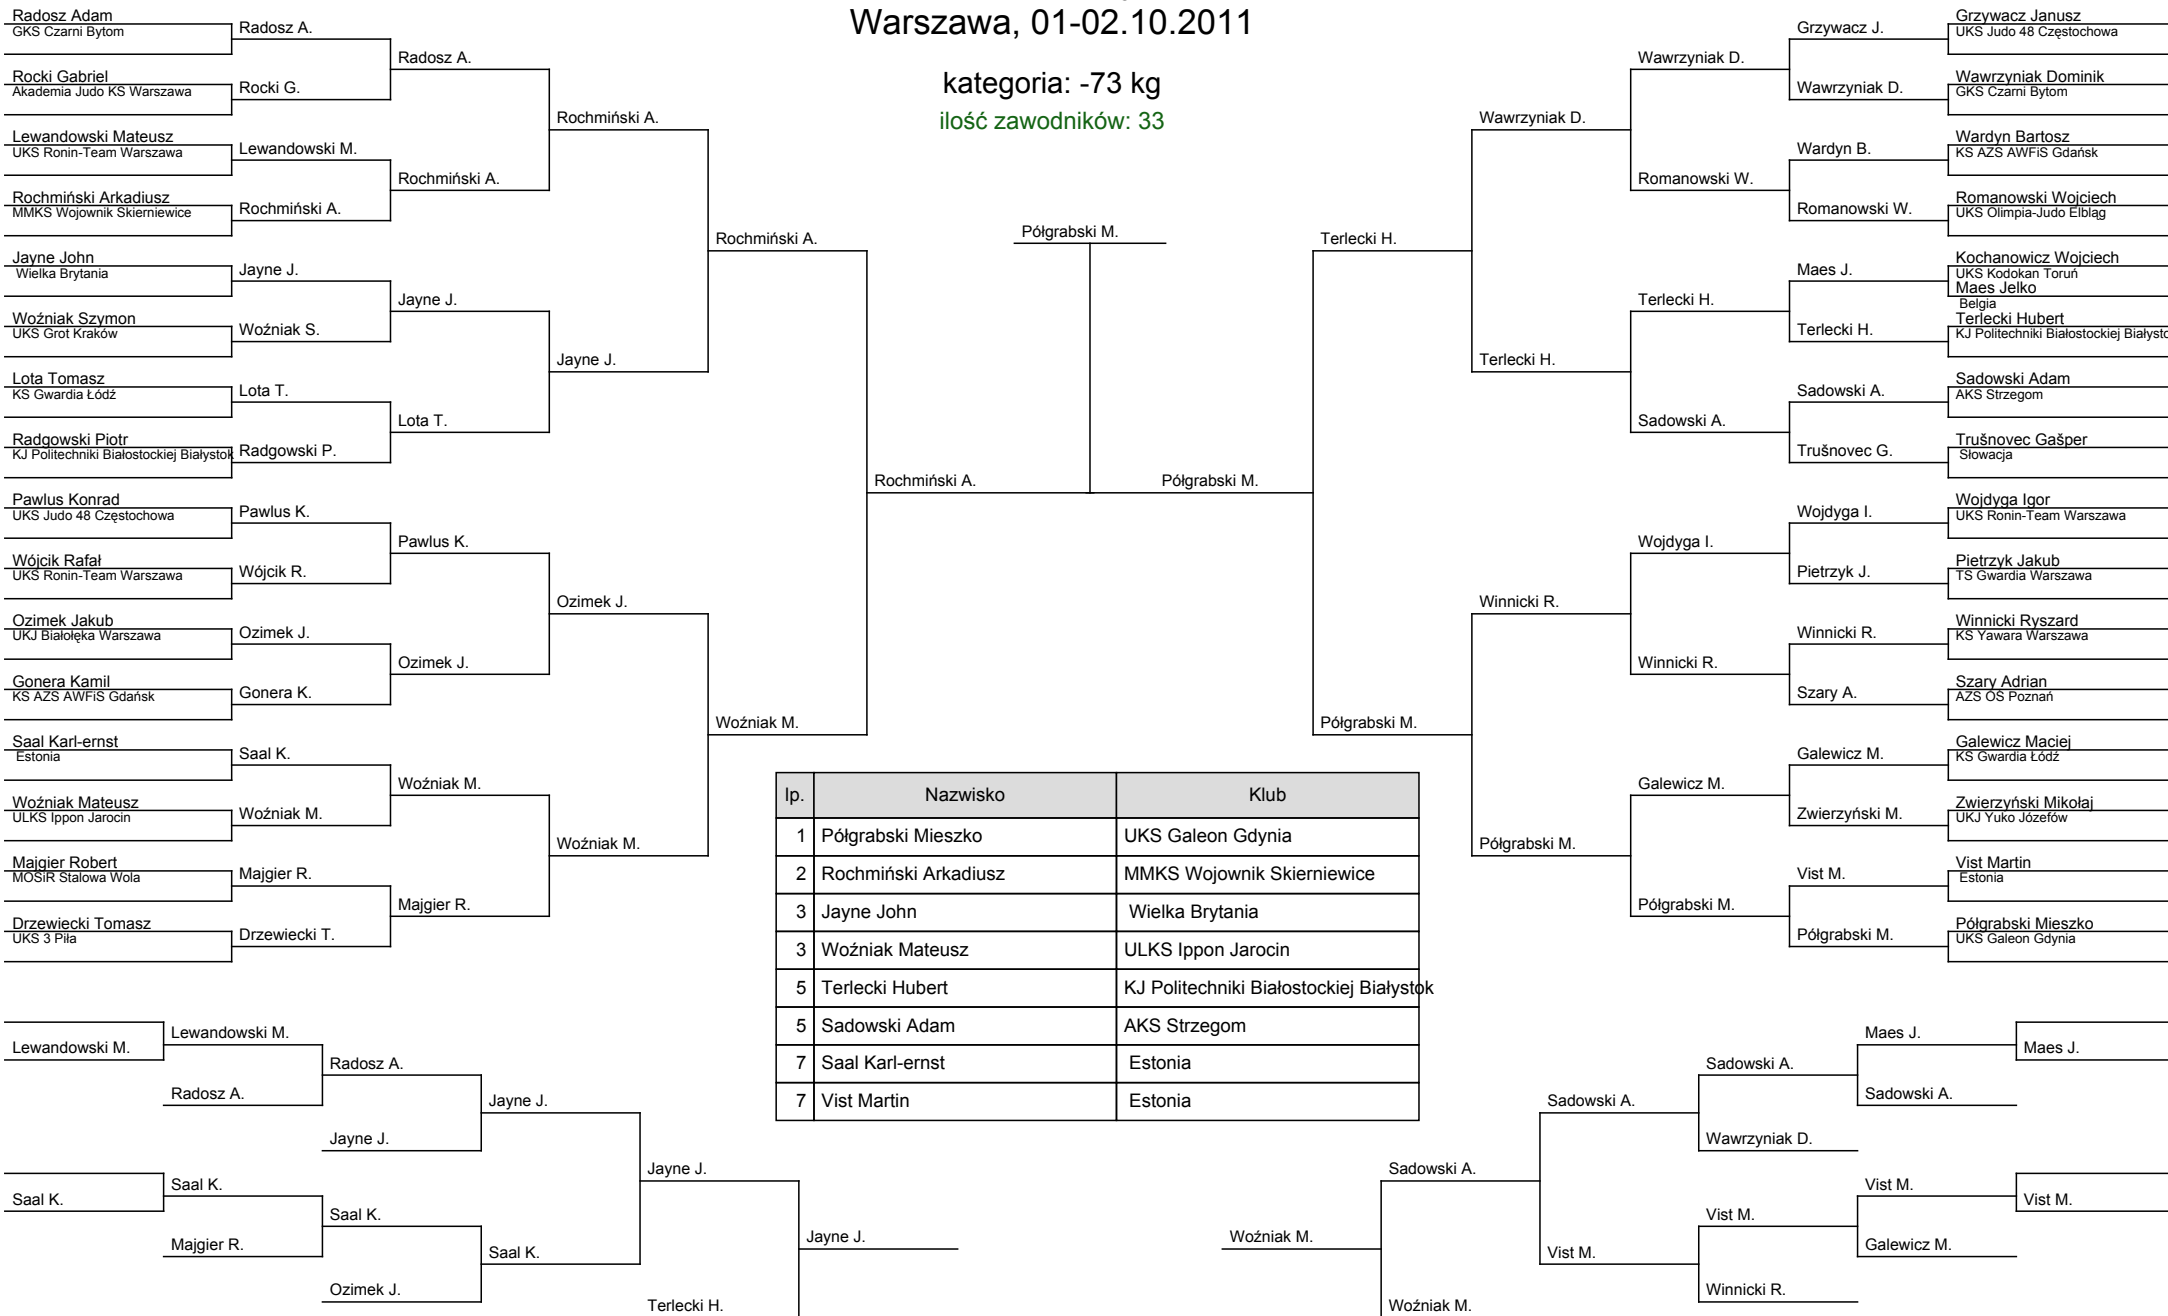 Warszawa, 01-02.10.2011
kategoria: -73 kg
ilość zawodników: 33
Radosz Adam
GKS Czarni Bytom
Rocki Gabriel
Akademia Judo KS Warszawa
Lewandowski Mateusz
UKS Ronin-Team Warszawa
Rochmiński Arkadiusz
MMKS Wojownik Skierniewice
Jayne John
Wielka Brytania
Woźniak Szymon
UKS Grot Kraków
Lota Tomasz
KS Gwardia Łódź
Radgowski Piotr
KJ Politechniki Białostockiej Białystok
Pawlus Konrad
UKS Judo 48 Częstochowa
Wójcik Rafał
UKS Ronin-Team Warszawa
Ozimek Jakub
UKJ Białołęka Warszawa
Gonera Kamil
KS AZS AWFiS Gdańsk
Saal Karl-ernst
Estonia
Woźniak Mateusz
ULKS Ippon Jarocin
Majgier Robert
MOSiR Stalowa Wola
Drzewiecki Tomasz
UKS 3 Piła
Radosz A.
Rocki G.
Lewandowski M.
Rochmiński A.
Jayne J.
Woźniak S.
Lota T.
Radgowski P.
Pawlus K.
Wójcik R.
Ozimek J.
Gonera K.
Saal K.
Woźniak M.
Majgier R.
Drzewiecki T.
Radosz A.
Rochmiński A.
Jayne J.
Lota T.
Pawlus K.
Ozimek J.
Woźniak M.
Majgier R.
Rochmiński A.
Jayne J.
Ozimek J.
Woźniak M.
Rochmiński A.
Woźniak M.
Rochmiński A.
Półgrabski M.
Półgrabski M.
Terlecki H.
Półgrabski M.
Wawrzyniak D.
Terlecki H.
Winnicki R.
Półgrabski M.
Wawrzyniak D.
Romanowski W.
Terlecki H.
Sadowski A.
Wojdyga I.
Winnicki R.
Galewicz M.
Półgrabski M.
Grzywacz J.
Wawrzyniak D.
Wardyn B.
Romanowski W.
Maes J.
Terlecki H.
Sadowski A.
Trušnovec G.
Wojdyga I.
Pietrzyk J.
Winnicki R.
Szary A.
Galewicz M.
Zwierzyński M.
Vist M.
Półgrabski M.
Grzywacz Janusz
UKS Judo 48 Częstochowa
Wawrzyniak Dominik
GKS Czarni Bytom
Wardyn Bartosz
KS AZS AWFiS Gdańsk
Romanowski Wojciech
UKS Olimpia-Judo Elbląg
Kochanowicz Wojciech
UKS Kodokan Toruń
Maes Jelko
Belgia
Terlecki Hubert
KJ Politechniki Białostockiej Białysto
Sadowski Adam
AKS Strzegom
Trušnovec Gašper
Słowacja
Wojdyga Igor
UKS Ronin-Team Warszawa
Pietrzyk Jakub
TS Gwardia Warszawa
Winnicki Ryszard
KS Yawara Warszawa
Szary Adrian
AZS OŚ Poznań
Galewicz Maciej
KS Gwardia Łódź
Zwierzyński Mikołaj
UKJ Yuko Józefów
Vist Martin
Estonia
Półgrabski Mieszko
UKS Galeon Gdynia
lp. Nazwisko Klub
1 Półgrabski Mieszko UKS Galeon Gdynia
2 Rochmiński Arkadiusz MMKS Wojownik Skierniewice
3 Jayne John Wielka Brytania
3 Woźniak Mateusz ULKS Ippon Jarocin
5 Terlecki Hubert KJ Politechniki Białostockiej Białystok
5 Sadowski Adam AKS Strzegom
7 Saal Karl-ernst Estonia
7 Vist Martin Estonia
Lewandowski M.
Saal K.
Lewandowski M.
Radosz A.
Saal K.
Majgier R.
Radosz A.
Jayne J.
Saal K.
Ozimek J.
Jayne J.
Saal K.
Jayne J.
Terlecki H.
Jayne J.
Woźniak M.
Sadowski A.
Woźniak M.
Sadowski A.
Vist M.
Sadowski A.
Wawrzyniak D.
Vist M.
Winnicki R.
Maes J.
Sadowski A.
Vist M.
Galewicz M.
Maes J.
Vist M.